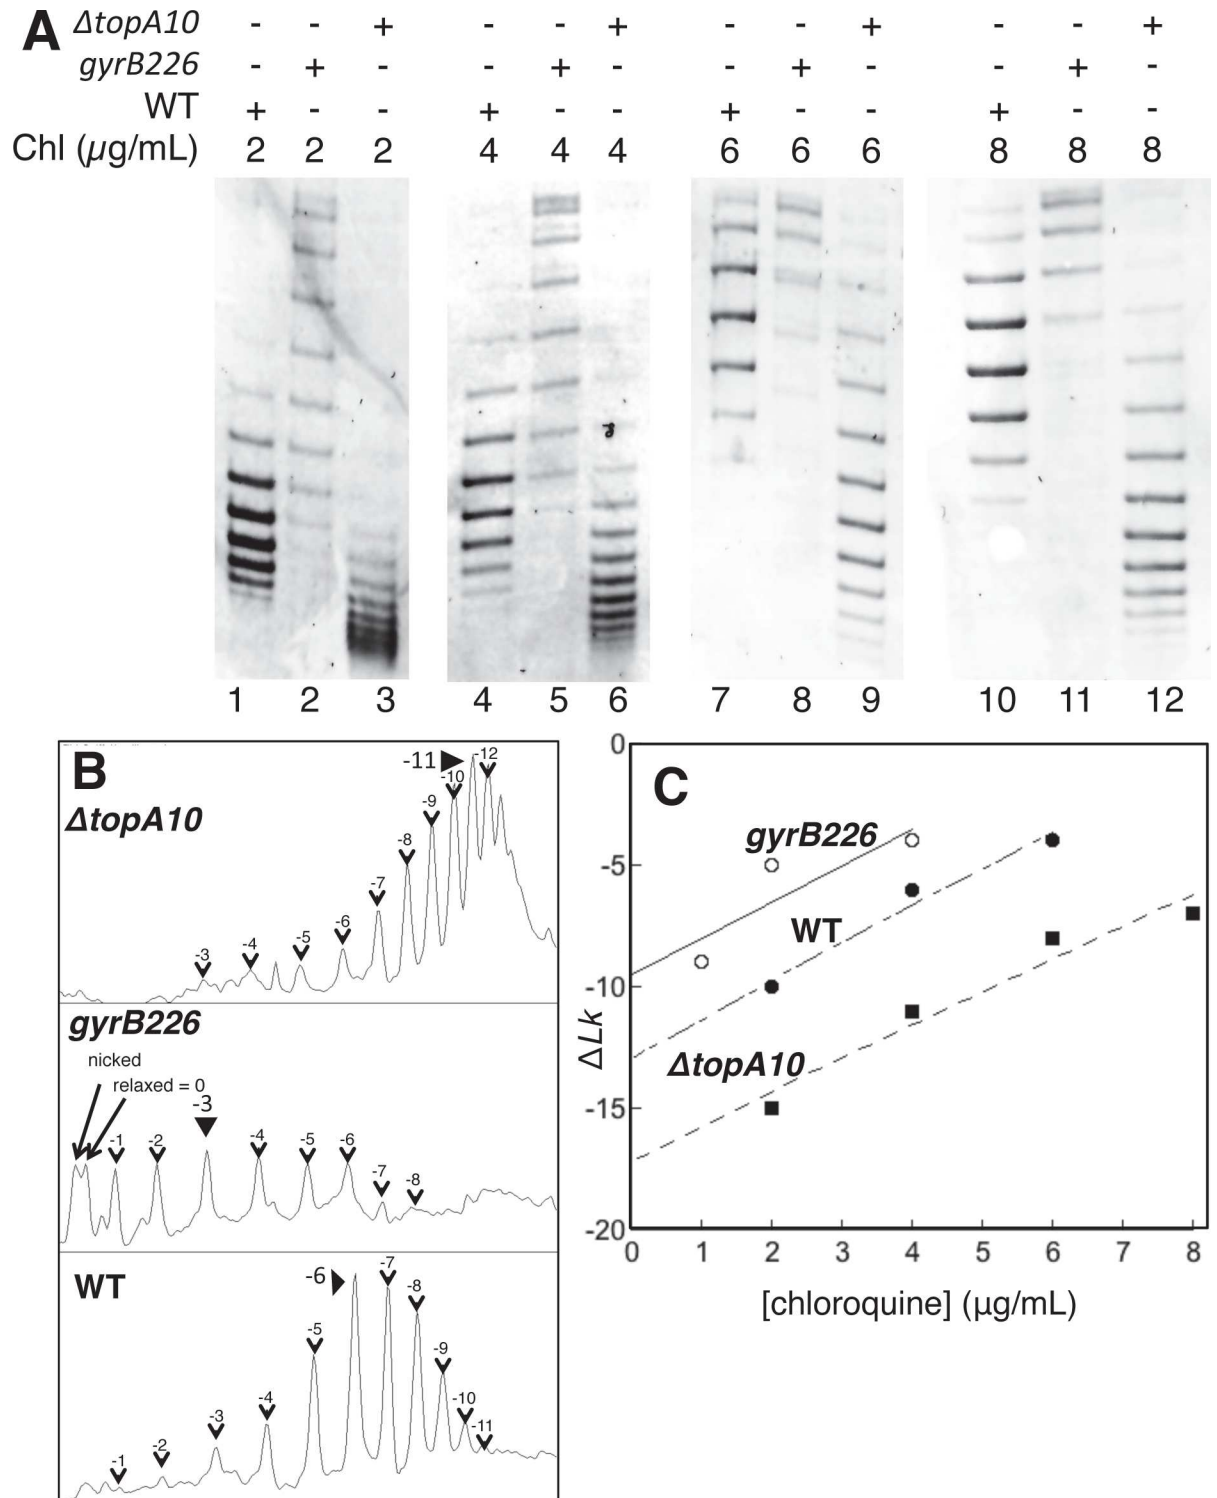 A
ΔtopA10 - - + - - + - - + - - +
gyrB226 - + - - + - - + - - + -
WT + - - + - - + - - + - -
Chl (µg/mL) 2 2 2 4 4 4 6 6 6 8 8 8
1 2 3 4 5 6 7 8 9 10 11 12
B
ΔtopA10
-3 -4 -5 -6 -7 -8 -9 -10 -11 -12
gyrB226
nicked
relaxed = 0
-1 -2 -3 -4 -5 -6 -7 -8
WT
-1 -2 -3 -4 -5 -6 -7 -8 -9 -10 -11
C
gyrB226
WT
ΔtopA10
ΔLk
0
-5
-10
-15
-20
0 1 2 3 4 5 6 7 8
[chloroquine] (µg/mL)